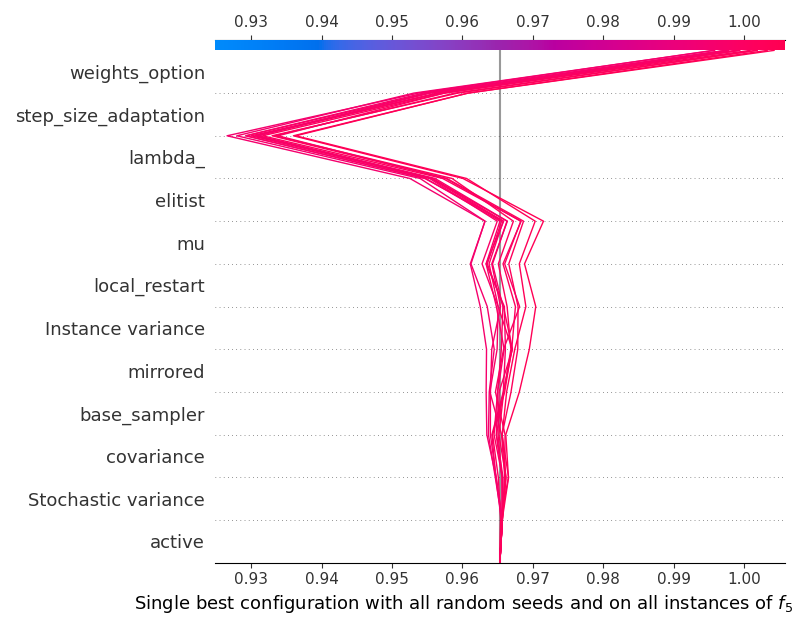 0.93 0.94 0.95 0.96 0.97 0.98 0.99 1.00
weights_option
step_size_adaptation
lambda_
elitist
mu
local_restart
Instance variance
mirrored
base_sampler
covariance
Stochastic variance
active
0.93 0.94 0.95 0.96 0.97 0.98 0.99 1.00
Single best configuration with all random seeds and on all instances of f5